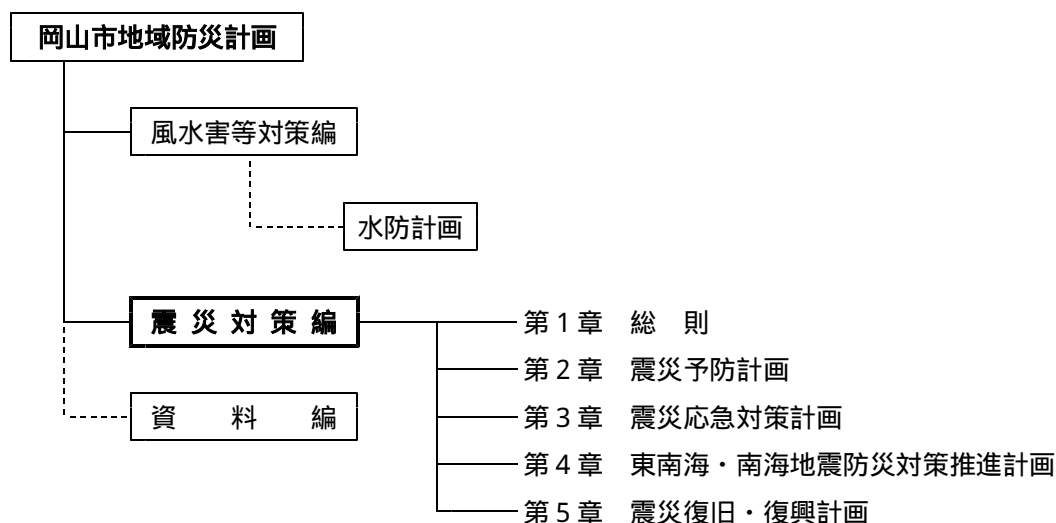 岡山市地域防災計画
風水害等対策編
水防計画
震災対策編
第1章 総 則
第2章 震災予防計画
第3章 震災応急対策計画
資 料 編
第4章 東南海・南海地震防災対策推進計画
第5章 震災復旧・復興計画